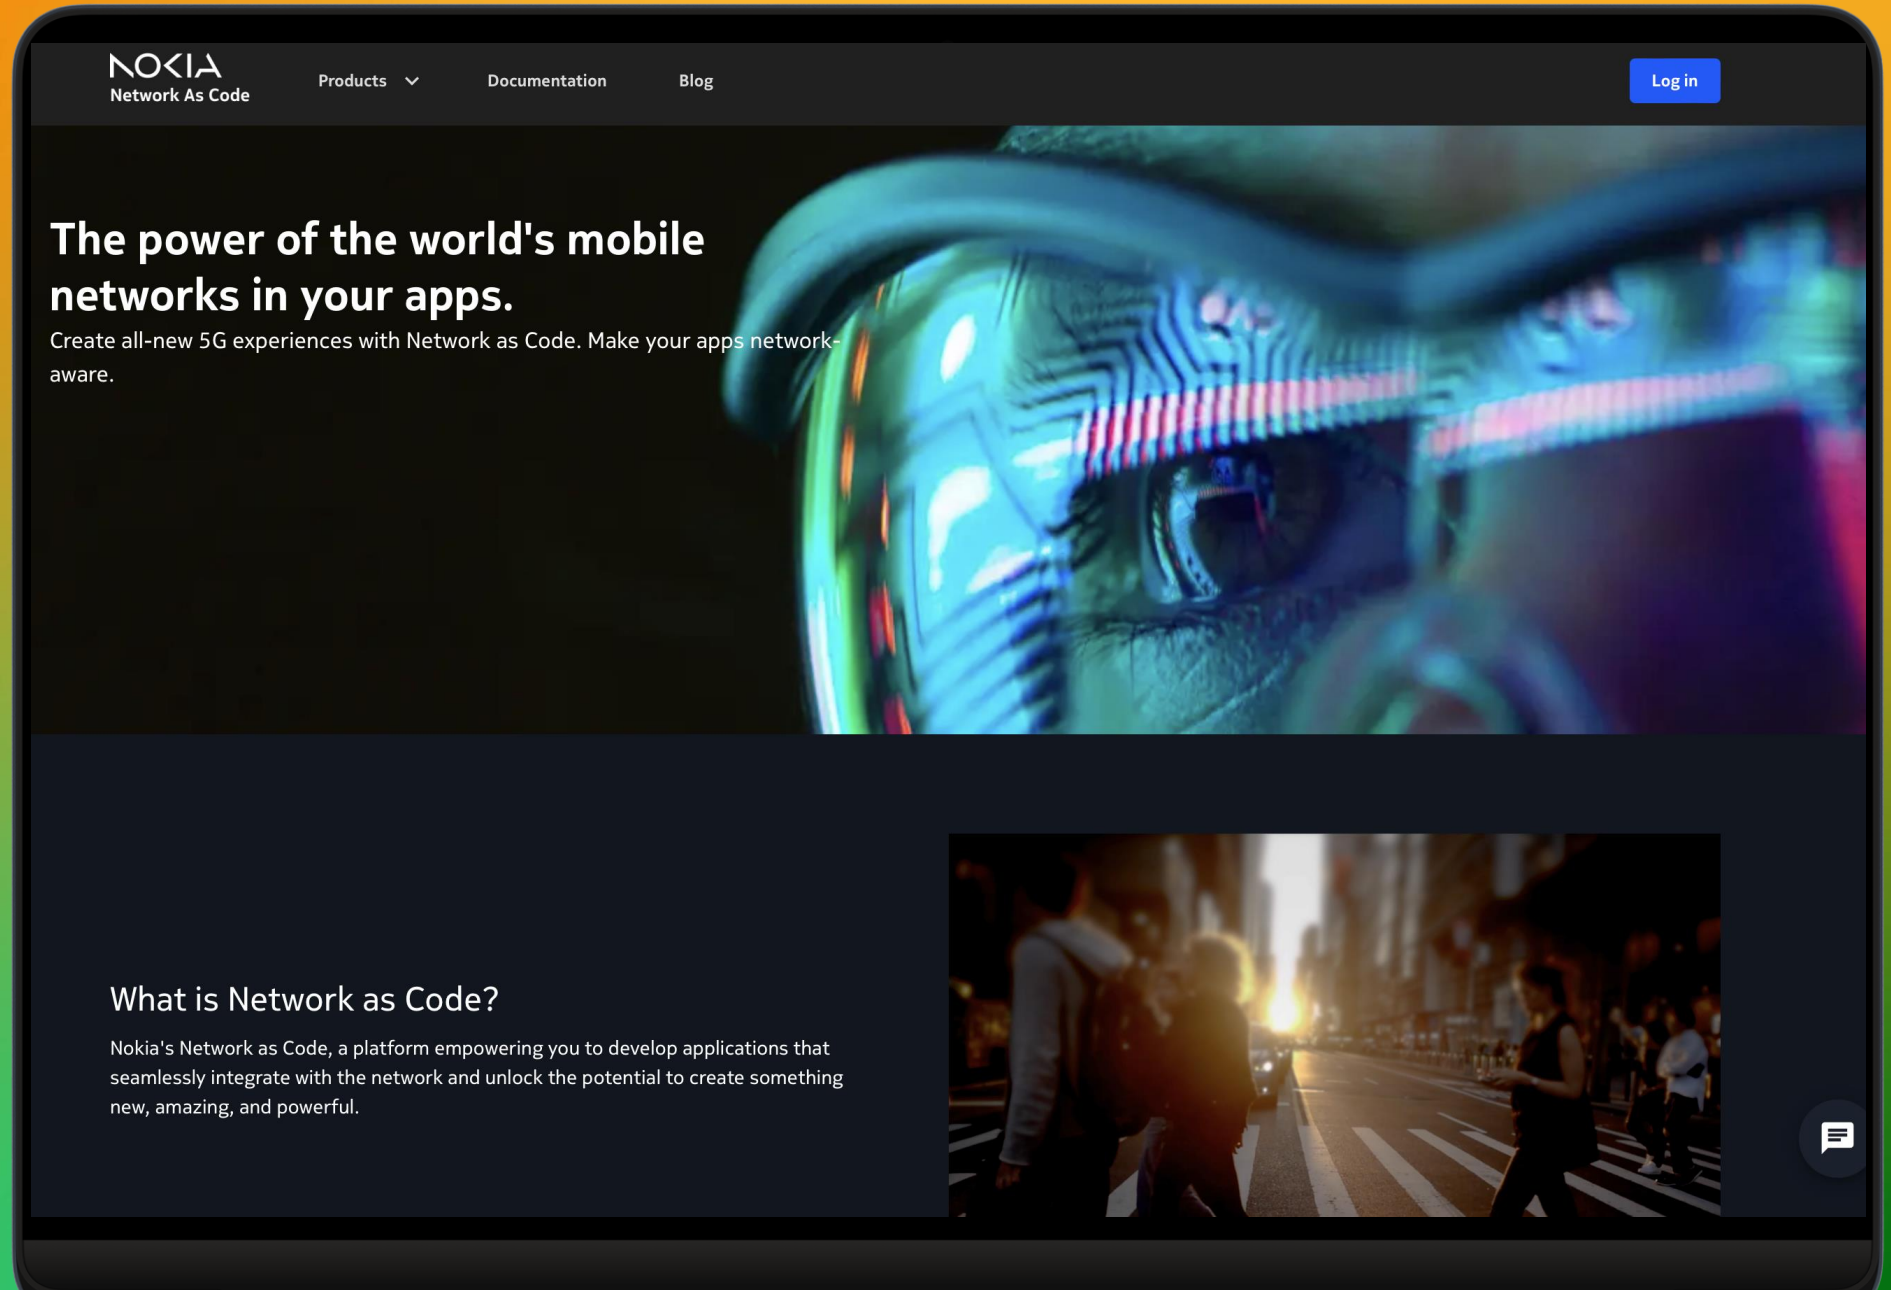 NOKIA
Network As Code
Products
Documentation
Blog
Log in
The power of the world's mobile
networks in your apps.
Create all-new 5G experiences with Network as Code. Make your apps network-
aware.
What is Network as Code?
Nokia's Network as Code, a platform empowering you to develop applications that
seamlessly integrate with the network and unlock the potential to create something
new, amazing, and powerful.